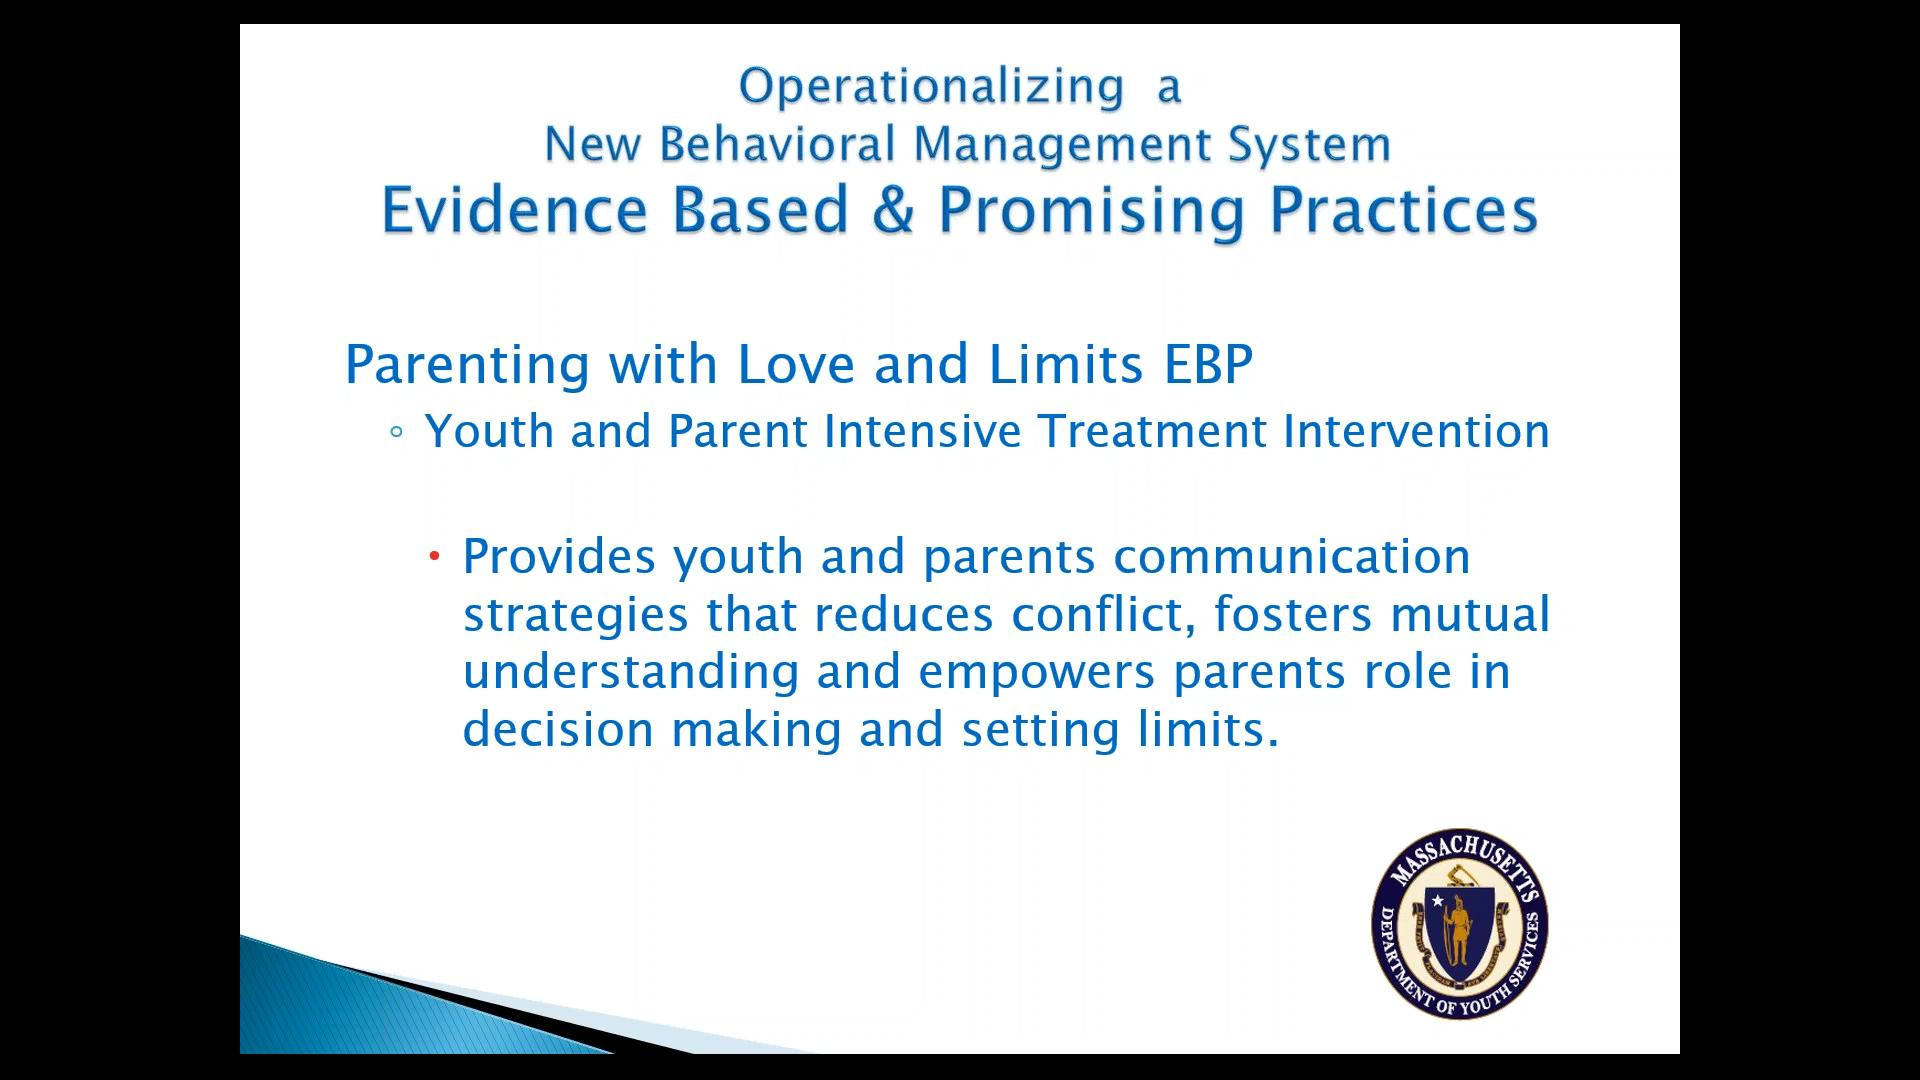 Operationalizing a
New Behavioral Management System
Evidence Based & Promising Practices
Parenting with Love and Limits EBP
Youth and Parent Intensive Treatment Intervention
Provides youth and parents communication
strategies that reduces conflict, fosters mutual
understanding and empowers parents role in
decision making and setting limits.
MASSACHUSETTS
DEPARTMENT OF YOUTH SERVICES